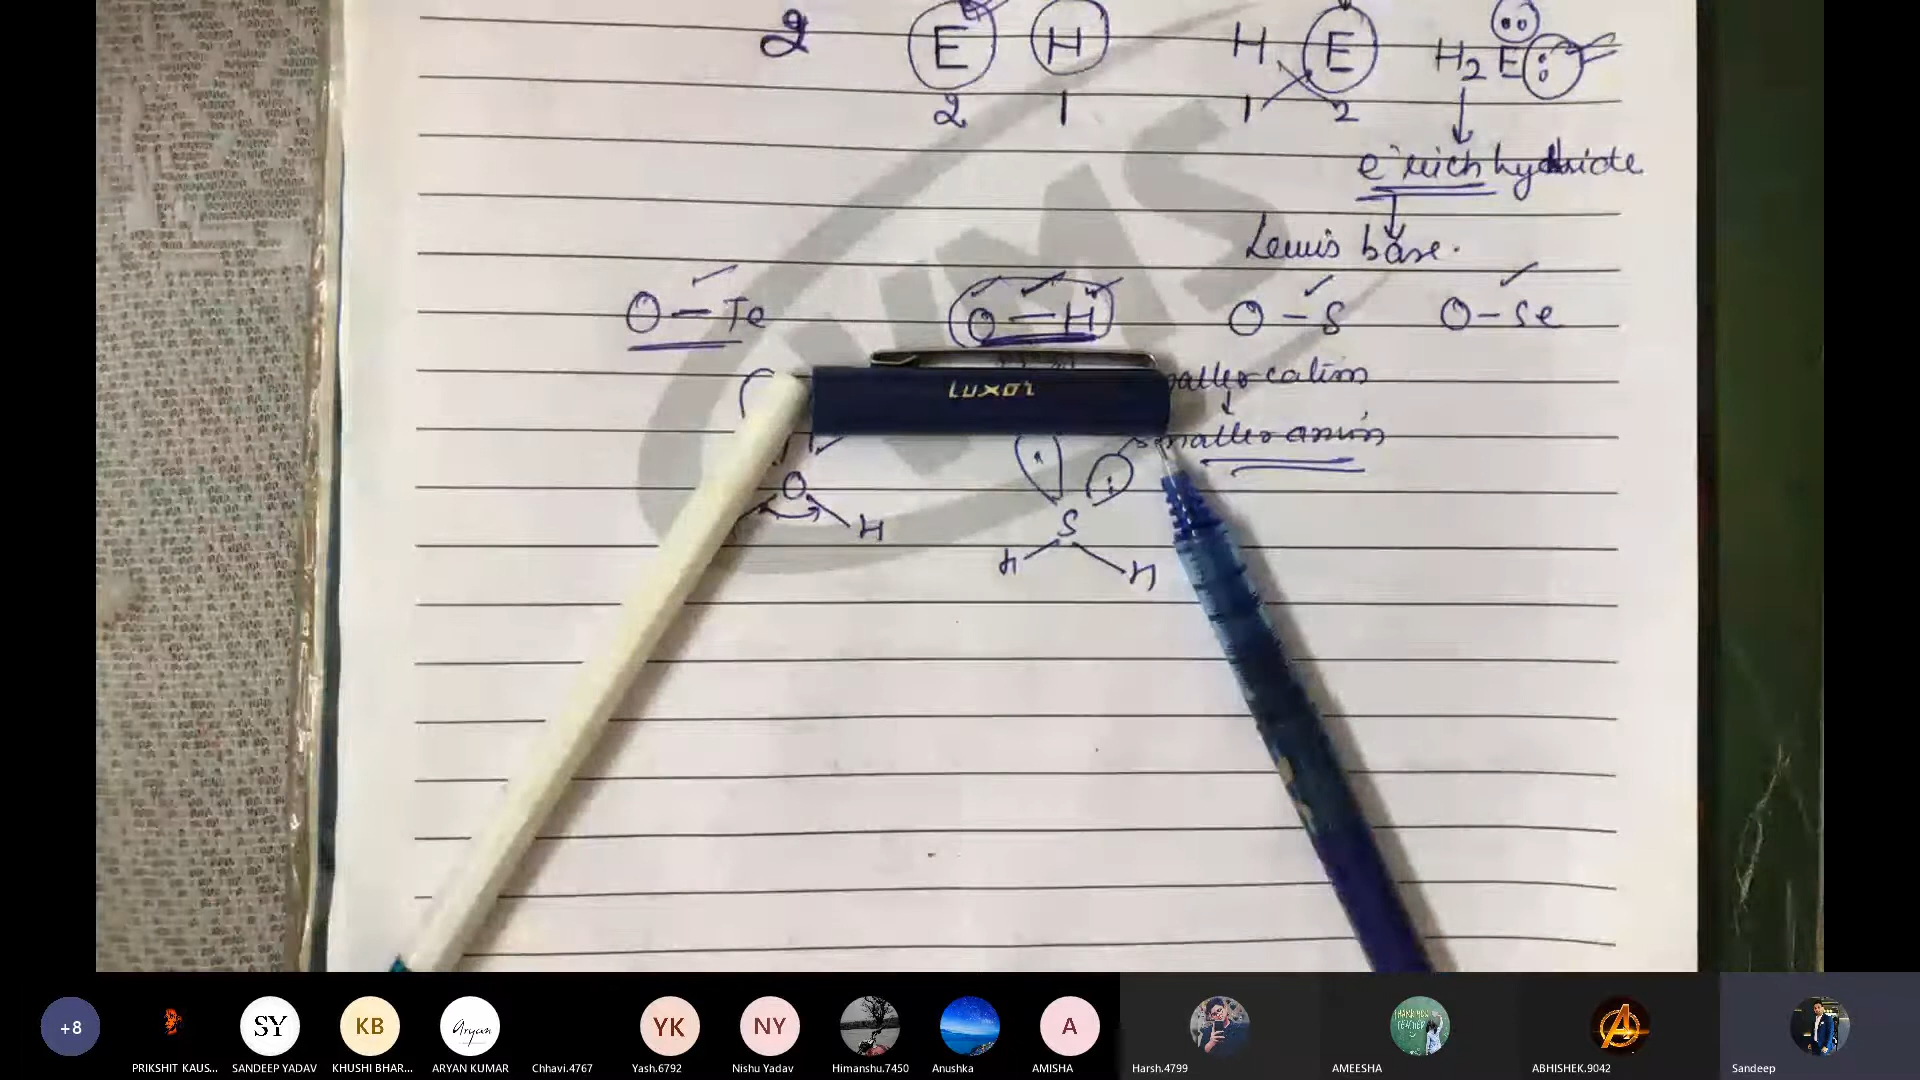 2 E H H E H2 E
2 1 1 2
e⁻ rich hydride
Lewis base.
O - Te O - H O - S O - Se
cation
Luxor
smaller anion
O
H
S
H H
+8
SY KB Aryan YK NY A
PRIKSHIT KAUS... SANDEEP YADAV KHUSHI BHAR... ARYAN KUMAR Chhavi.4767 Yash.6792 Nishu Yadav Himanshu.7450 Anushka AMISHA Harsh.4799 AMEESHA ABHISHEK.9042 Sandeep